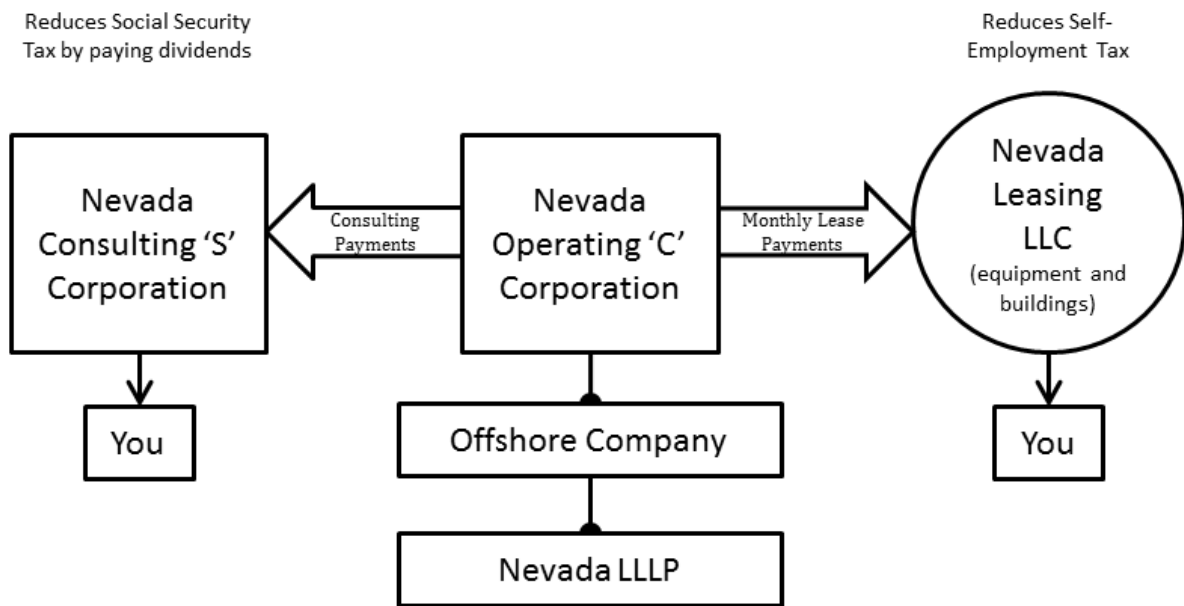 Reduces Social Security
Tax by paying dividends
Reduces Self-
Employment Tax
Nevada
Consulting ‘S’
Corporation
Consulting
Payments
Nevada
Operating ‘C’
Corporation
Monthly Lease
Payments
Nevada
Leasing
LLC
(equipment and
buildings)
You
Offshore Company
You
Nevada LLLP